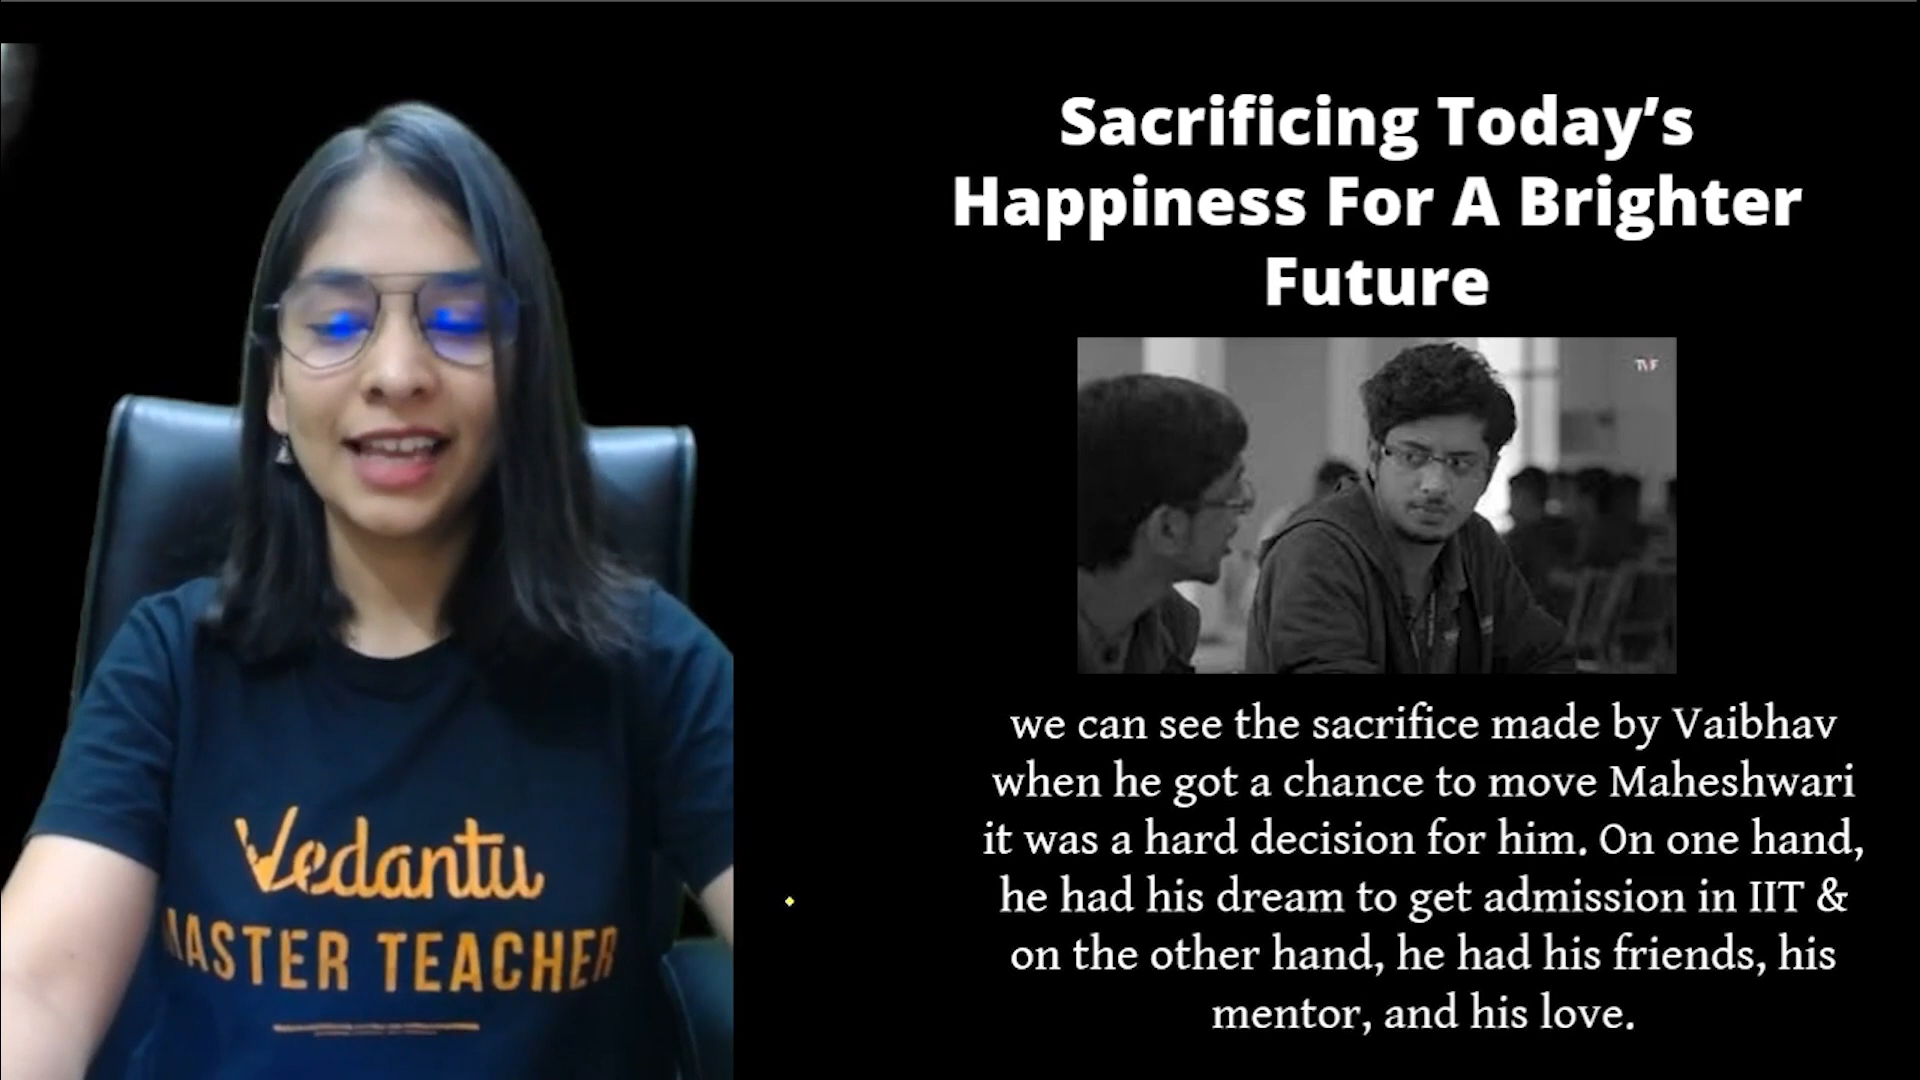 Sacrificing Today’s
Happiness For A Brighter
Future
TVF
we can see the sacrifice made by Vaibhav
when he got a chance to move Maheshwari
it was a hard decision for him. On one hand,
he had his dream to get admission in IIT &
on the other hand, he had his friends, his
mentor, and his love.
Vedantu
MASTER TEACHER